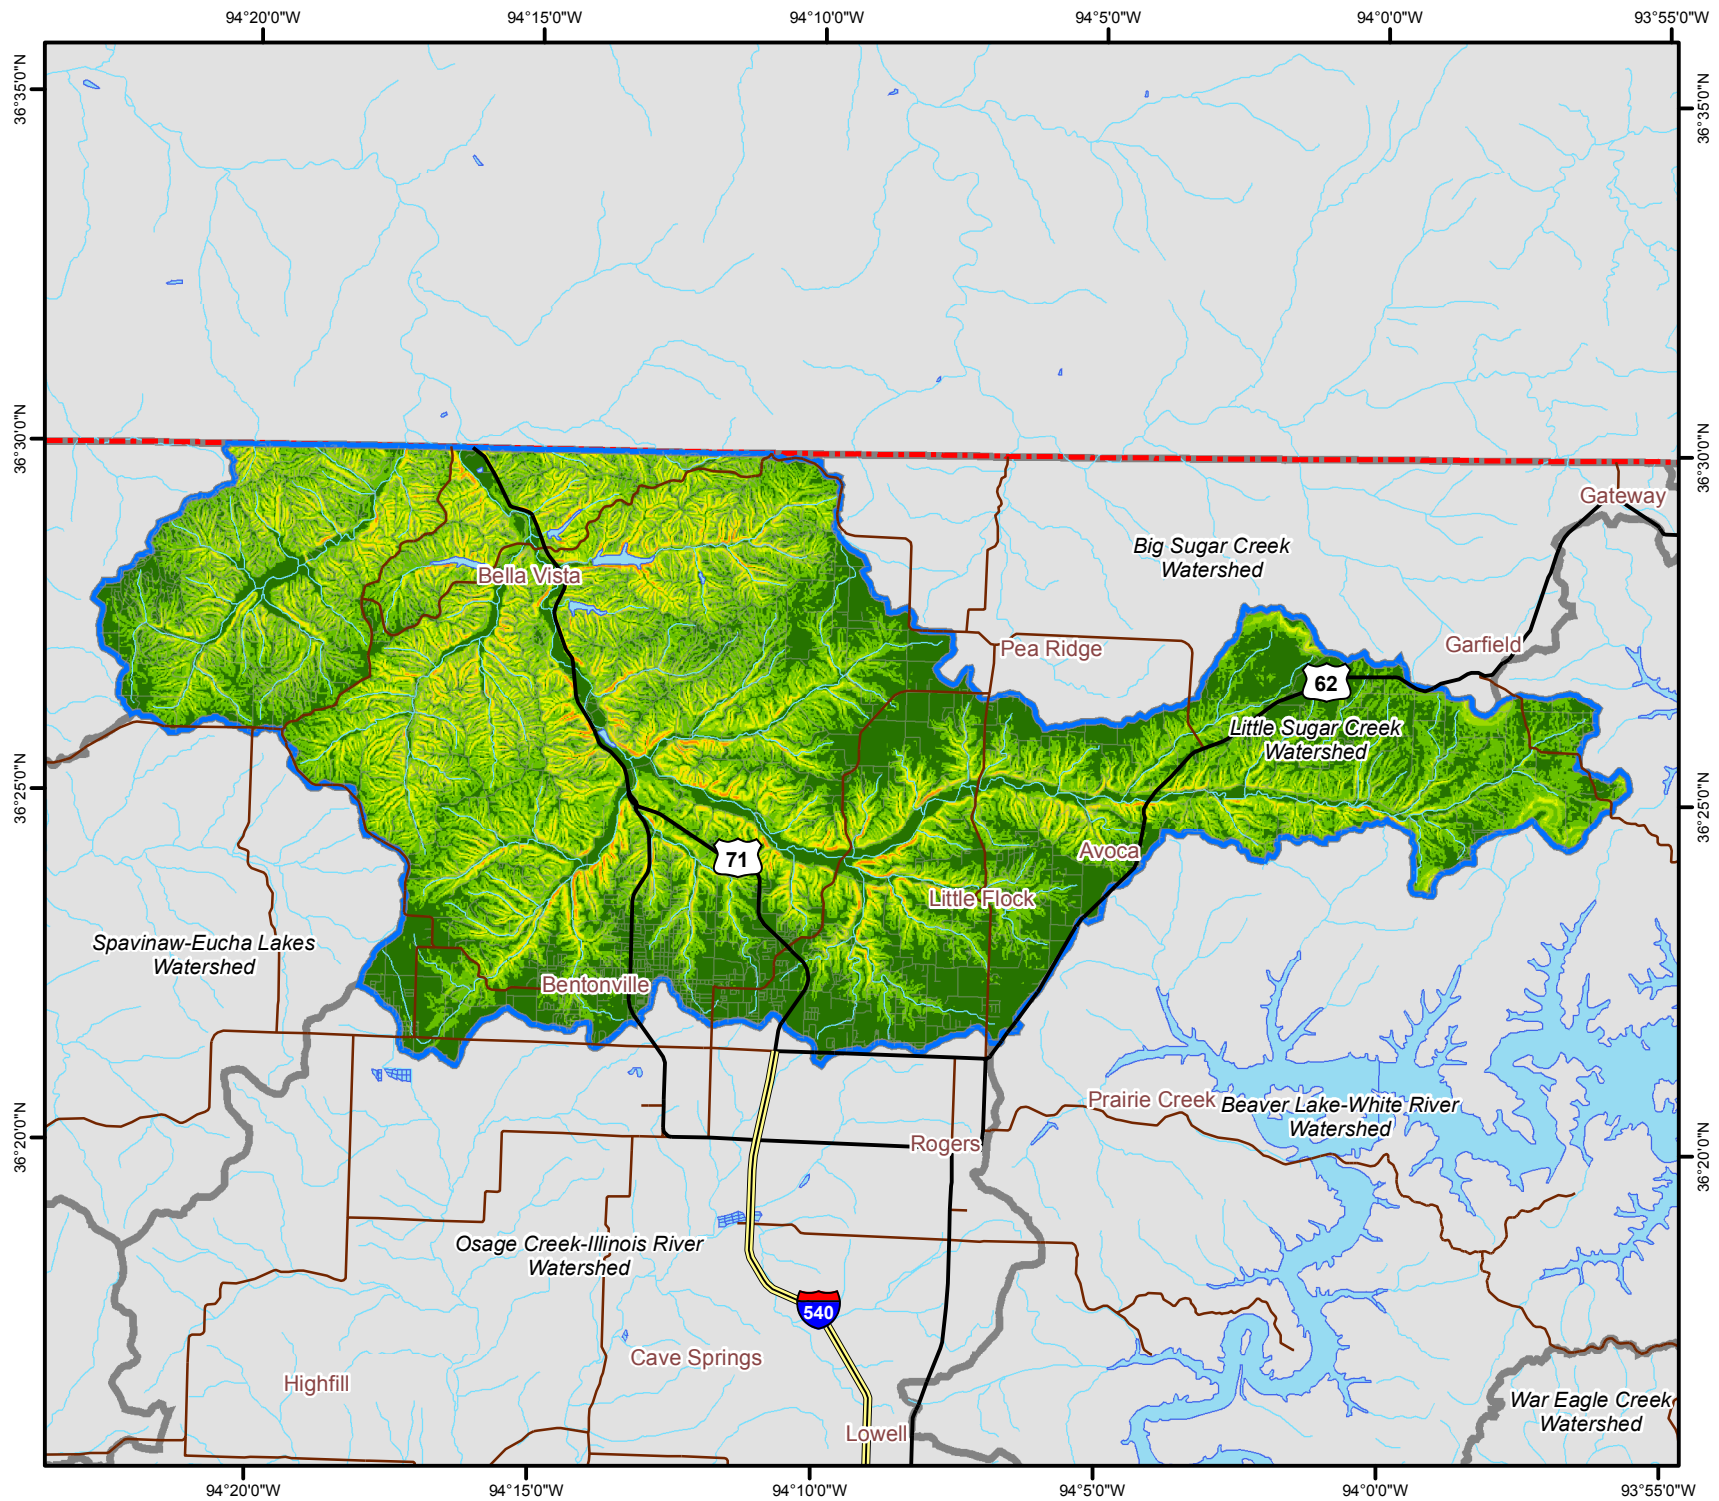 94°20'0"W
94°15'0"W
94°10'0"W
94°5'0"W
94°0'0"W
93°55'0"W
36°35'0"N
36°35'0"N
36°30'0"N
36°30'0"N
Gateway
Big Sugar Creek
Watershed
Bella Vista
Pea Ridge
Garfield
62
Little Sugar Creek
Watershed
36°25'0"N
36°25'0"N
71
Avoca
Little Flock
Spavinaw-Eucha Lakes
Watershed
Bentonville
Prairie Creek
Beaver Lake-White River
Watershed
36°20'0"N
36°20'0"N
Rogers
Osage Creek-Illinois River
Watershed
540
Cave Springs
Highfill
War Eagle Creek
Watershed
Lowell
94°20'0"W
94°15'0"W
94°10'0"W
94°5'0"W
94°0'0"W
93°55'0"W